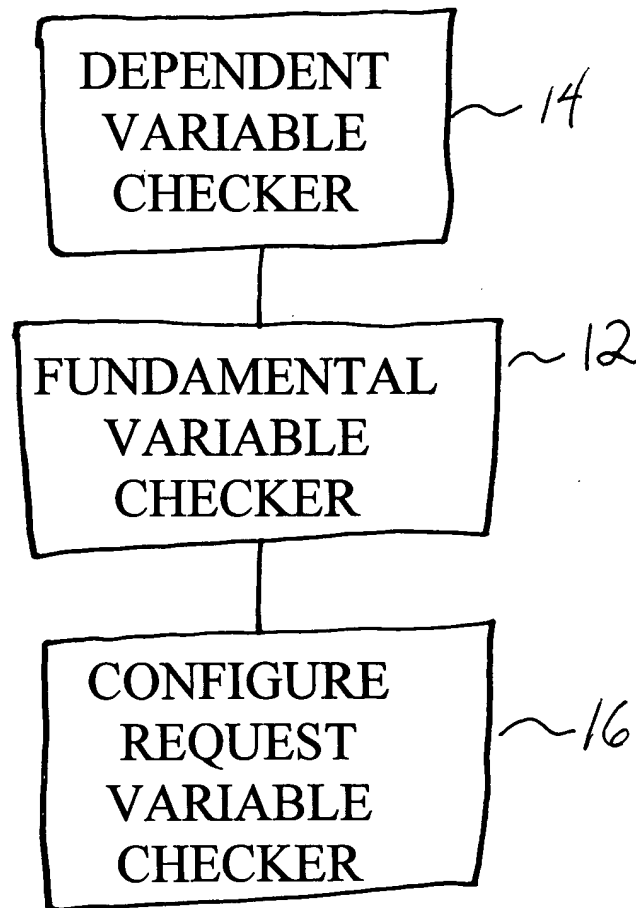 DEPENDENT
VARIABLE
CHECKER
14
FUNDAMENTAL
VARIABLE
CHECKER
12
CONFIGURE
REQUEST
VARIABLE
CHECKER
16